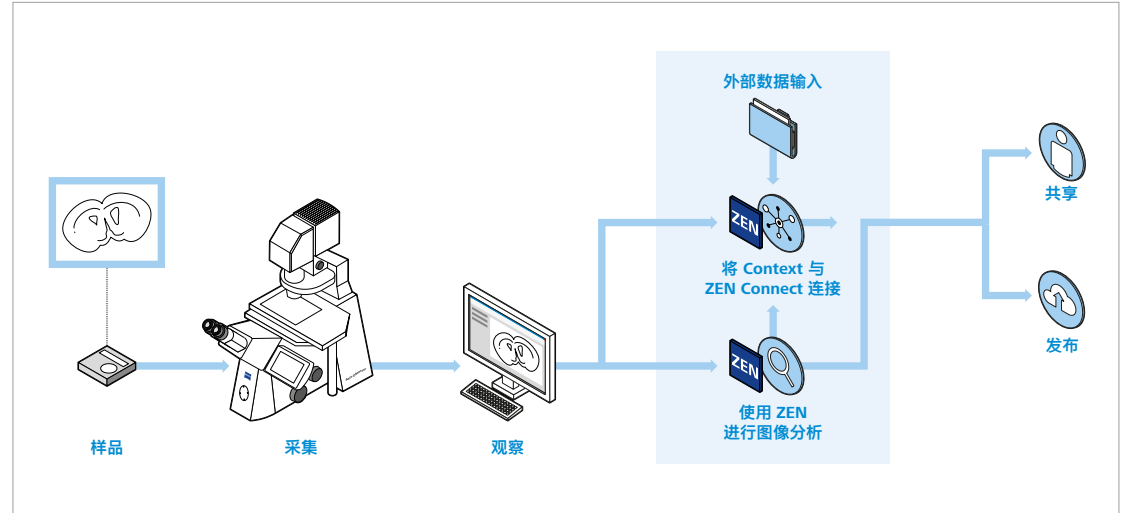 外部数据输入
ZEN
将 Context 与
ZEN Connect 连接
ZEN
使用 ZEN
进行图像分析
样品
采集
观察
共享
发布